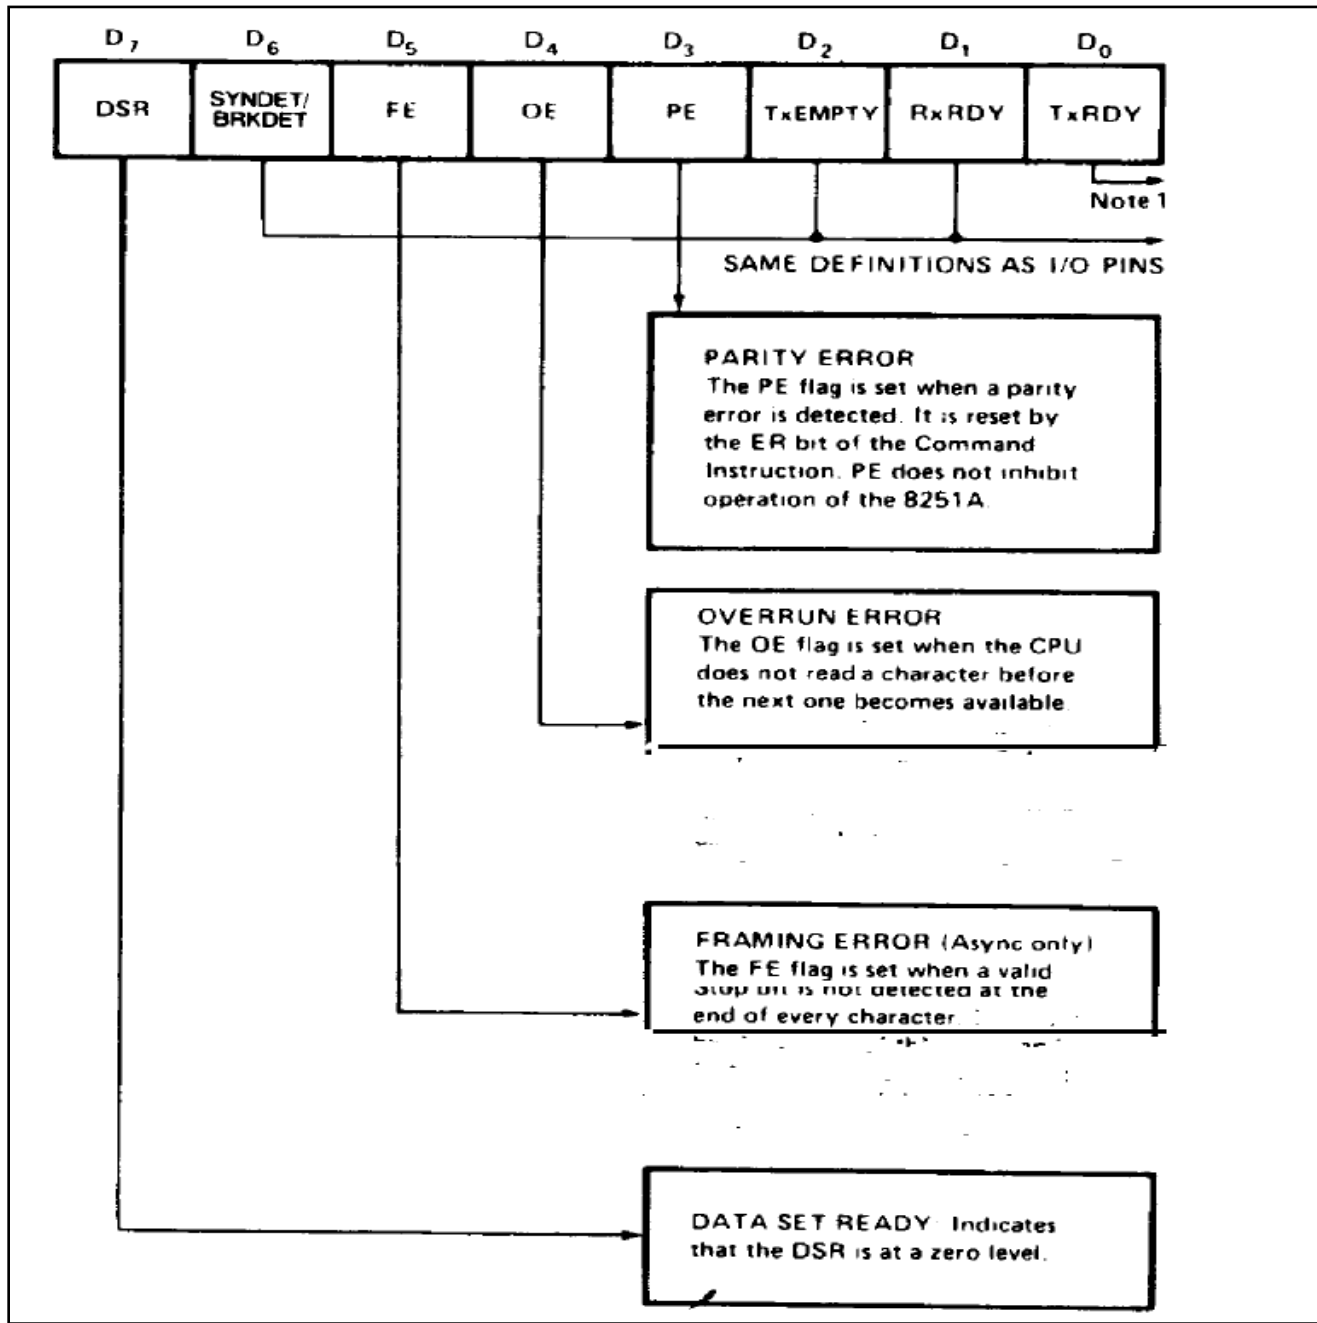 D7 D6 D5 D4 D3 D2 D1 D0
DSR SYNDET/ BRKDET FE OE PE TxEMPTY RxRDY TxRDY
Note 1
SAME DEFINITIONS AS I/O PINS
PARITY ERROR
The PE flag is set when a parity
error is detected. It is reset by
the ER bit of the Command
Instruction. PE does not inhibit
operation of the 8251A.
OVERRUN ERROR
The OE flag is set when the CPU
does not read a character before
the next one becomes available
FRAMING ERROR (Async only)
The FE flag is set when a valid
Stop bit is not detected at the
end of every character
DATA SET READY Indicates
that the DSR is at a zero level.